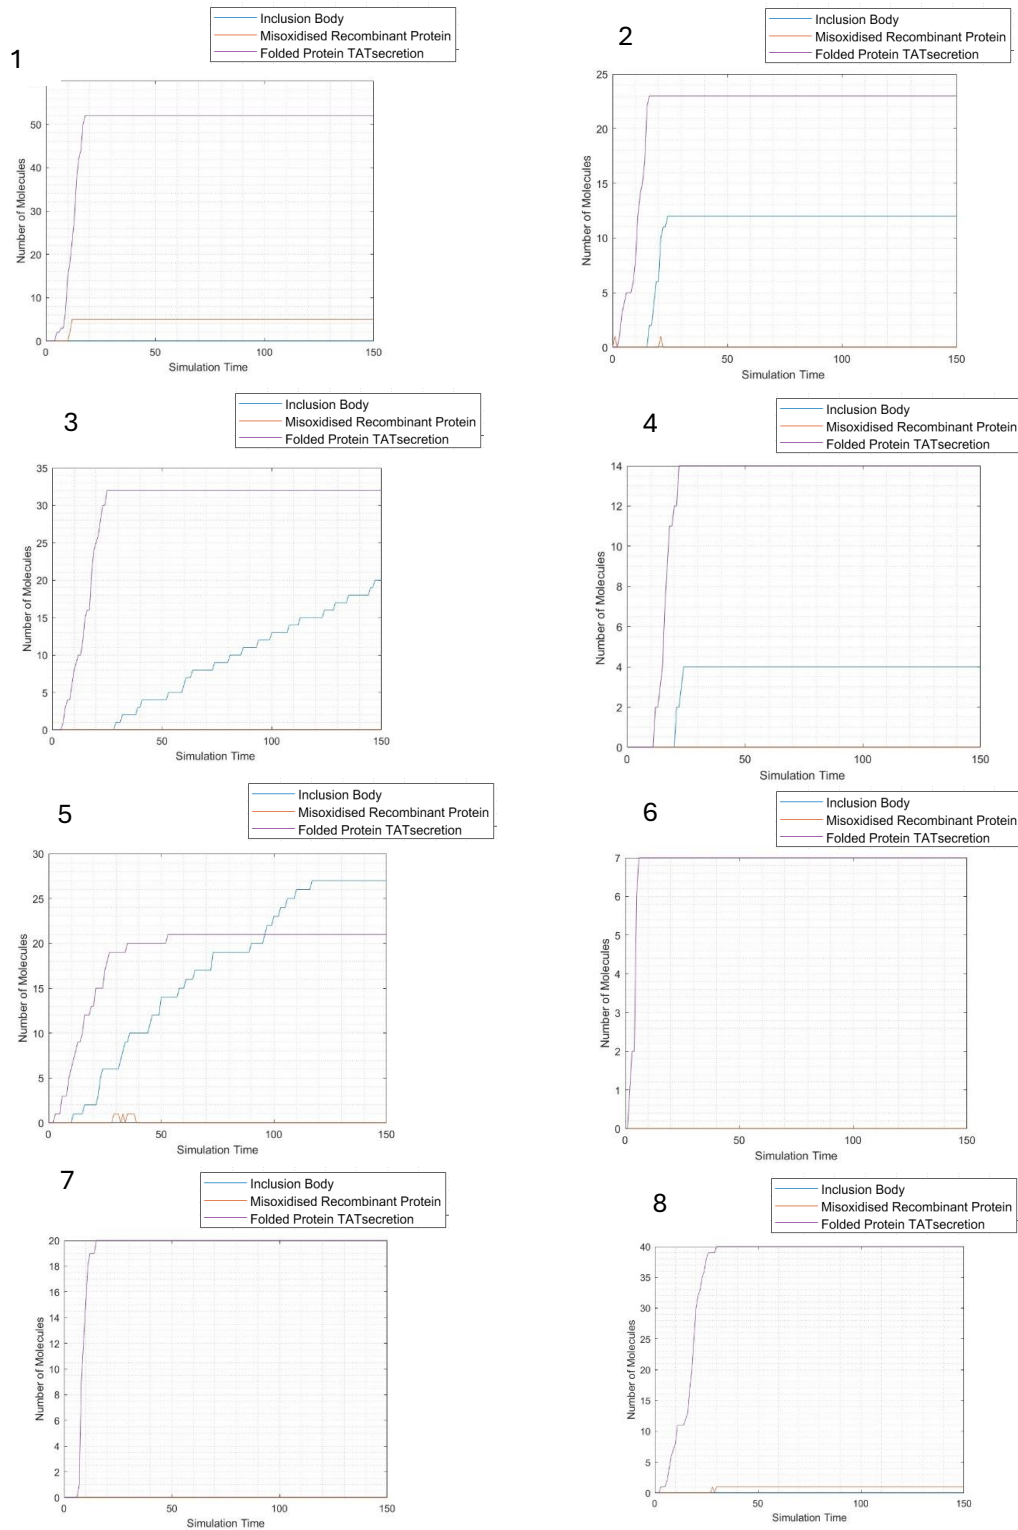 1
Inclusion Body
Misoxidised Recombinant Protein
Folded Protein TATsecretion
50
40
30
20
10
0
0 50 100 150
Number of Molecules
Simulation Time
2
Inclusion Body
Misoxidised Recombinant Protein
Folded Protein TATsecretion
25
20
15
10
5
0
0 50 100 150
Number of Molecules
Simulation Time
3
Inclusion Body
Misoxidised Recombinant Protein
Folded Protein TATsecretion
35
30
25
20
15
10
5
0
0 50 100 150
Number of Molecules
Simulation Time
4
Inclusion Body
Misoxidised Recombinant Protein
Folded Protein TATsecretion
14
12
10
8
6
4
2
0
0 50 100 150
Number of Molecules
Simulation Time
5
Inclusion Body
Misoxidised Recombinant Protein
Folded Protein TATsecretion
30
25
20
15
10
5
0
0 50 100 150
Number of Molecules
Simulation Time
6
Inclusion Body
Misoxidised Recombinant Protein
Folded Protein TATsecretion
7
6
5
4
3
2
1
0
0 50 100 150
Number of Molecules
Simulation Time
7
Inclusion Body
Misoxidised Recombinant Protein
Folded Protein TATsecretion
20
18
16
14
12
10
8
6
4
2
0
0 50 100 150
Number of Molecules
Simulation Time
8
Inclusion Body
Misoxidised Recombinant Protein
Folded Protein TATsecretion
40
35
30
25
20
15
10
5
0
0 50 100 150
Number of Molecules
Simulation Time